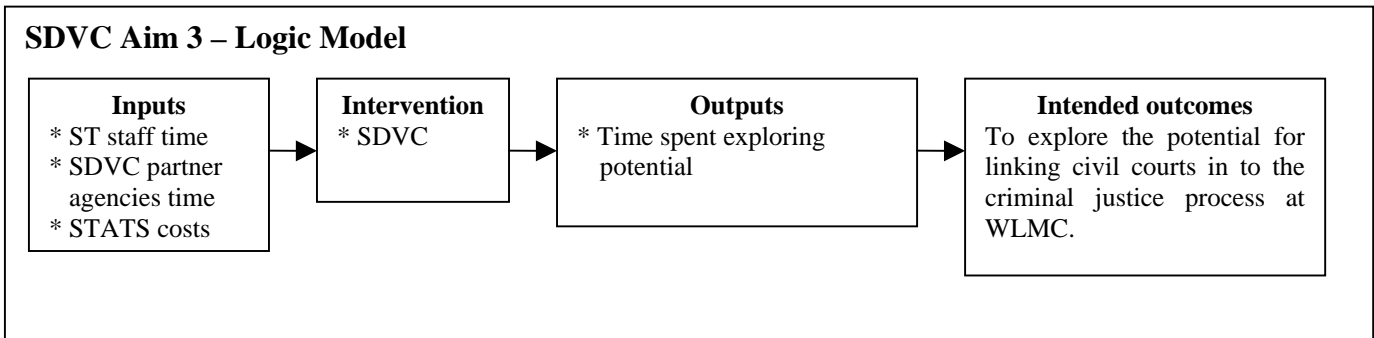 SDVC Aim 3 – Logic Model
Inputs
* ST staff time
* SDVC partner
agencies time
* STATS costs
Intervention
* SDVC
Outputs
* Time spent exploring
potential
Intended outcomes
To explore the potential for
linking civil courts in to the
criminal justice process at
WLMC.